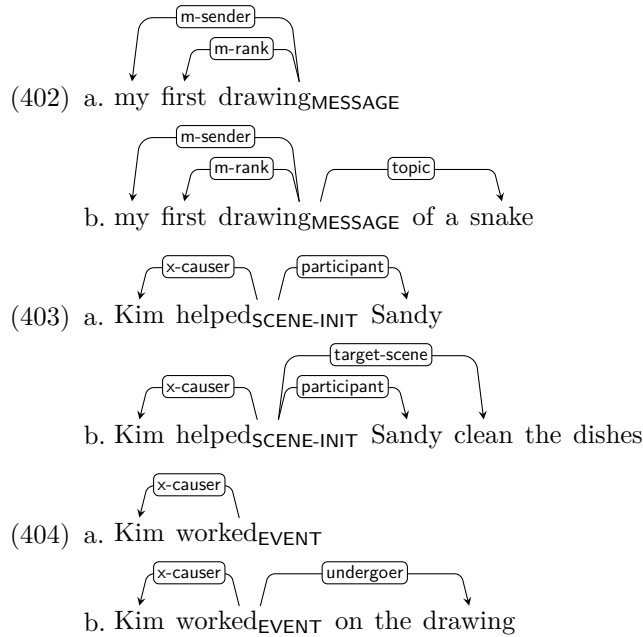 m-sender
m-rank
(402) a. my first drawingMESSAGE
m-sender
m-rank topic
b. my first drawingMESSAGE of a snake
x-causer participant
(403) a. Kim helpedSCENE-INIT Sandy
target-scene
x-causer participant
b. Kim helpedSCENE-INIT Sandy clean the dishes
x-causer
(404) a. Kim workedEVENT
x-causer undergoer
b. Kim workedEVENT on the drawing